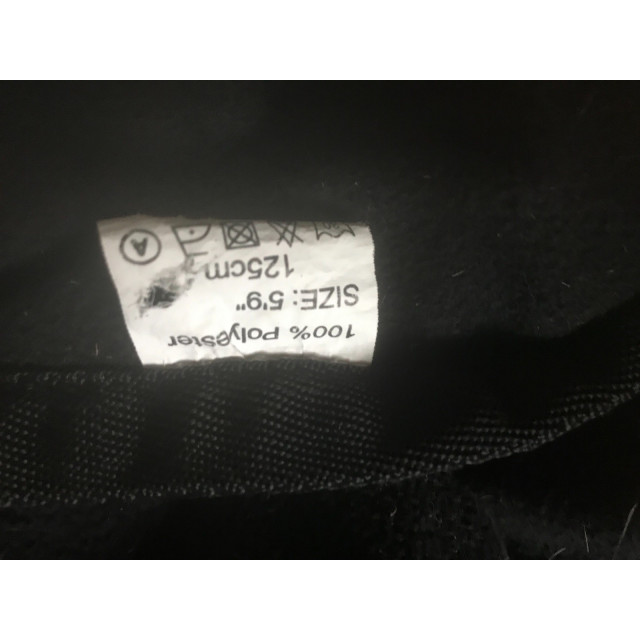 100% Polyester
SIZE: 5'9"
125cm
A